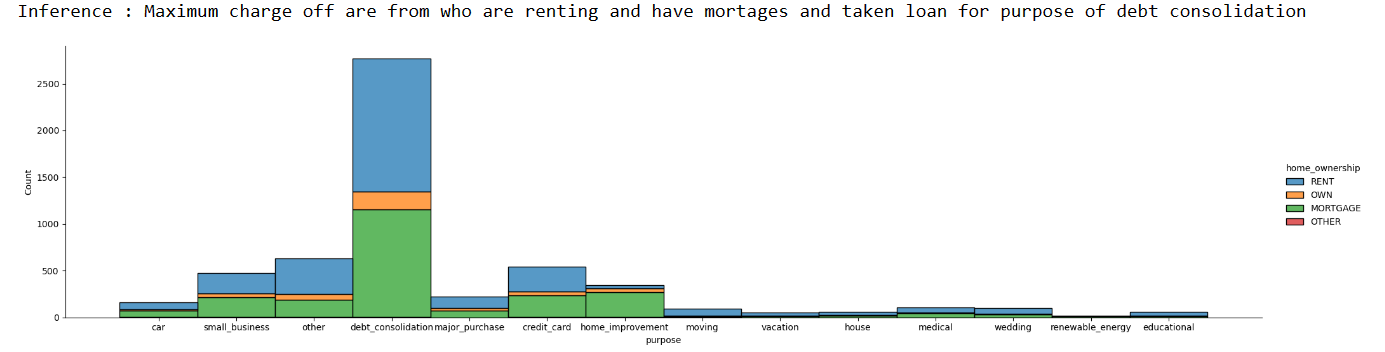 Inference : Maximum charge off are from who are renting and have mortages and taken loan for purpose of debt consolidation
2500
2000
1500
1000
500
0
Count
car small_business other debt_consolidation major_purchase credit_card home_improvement moving vacation house medical wedding renewable_energy educational
purpose
home_ownership
RENT
OWN
MORTGAGE
OTHER